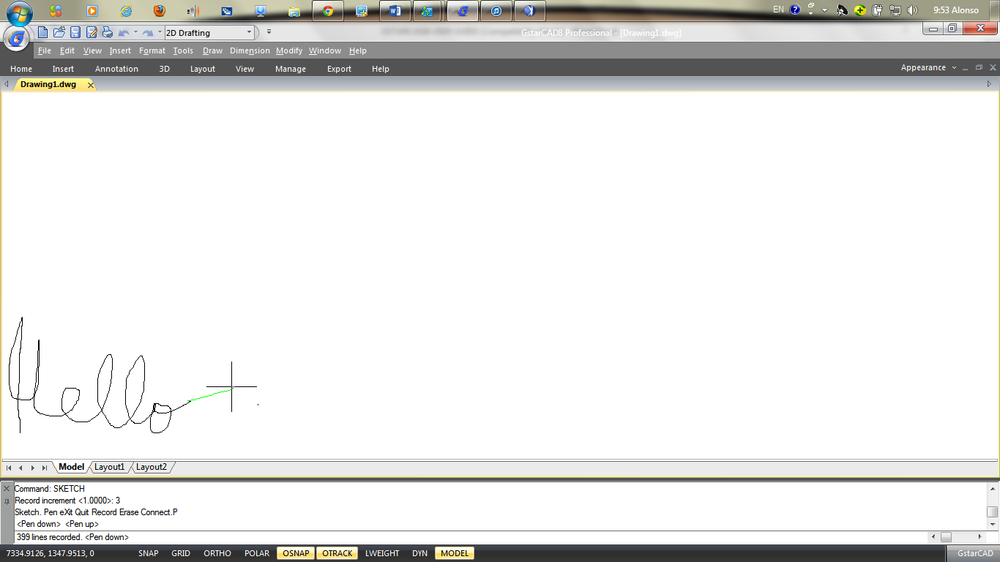 EN
9:53 Alonso
2D Drafting
GstarCAD8 Professional - [Drawing1.dwg]
File Edit View Insert Format Tools Draw Dimension Modify Window Help
Home Insert Annotation 3D Layout View Manage Export Help
Appearance
Drawing1.dwg
Hello
Model Layout1 Layout2
Command: SKETCH
Record increment <1.0000>: 3
Sketch. Pen eXit Quit Record Erase Connect.P
<Pen down> <Pen up>
399 lines recorded. <Pen down>
7334.9126, 1347.9513, 0 SNAP GRID ORTHO POLAR OSNAP OTRACK LWEIGHT DYN MODEL GstarCAD